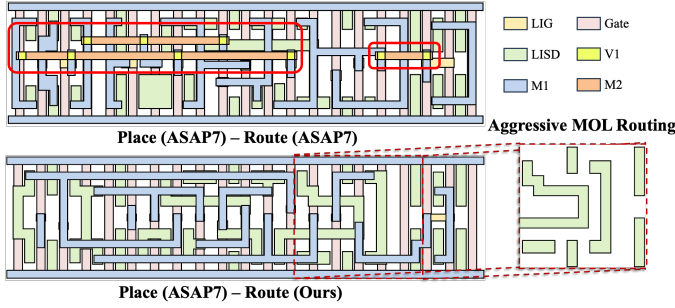 LIG
Gate
LISD
V1
M1
M2
Place (ASAP7) – Route (ASAP7)
Aggressive MOL Routing
Place (ASAP7) – Route (Ours)